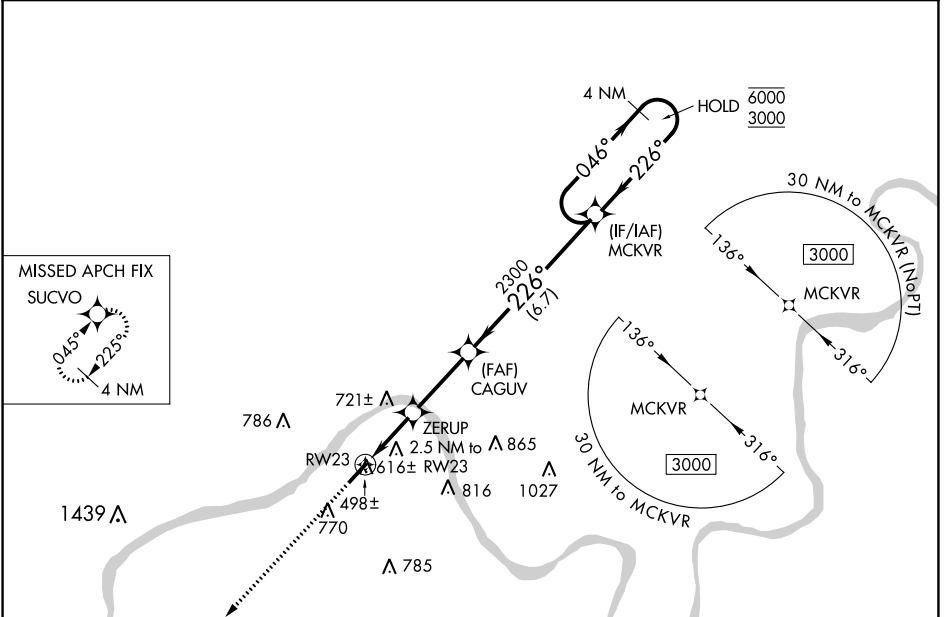 4 NM
HOLD
6000
3000
046°
226°
(IF/IAF)
MCKVR
30 NM to MCKVR (NoPT)
136°
3000
MCKVR
316°
MISSED APCH FIX
SUCVO
045°
225°
4 NM
2300
226°
(6.7)
(FAF)
CAGUV
136°
MCKVR
316°
3000
30 NM to MCKVR
721±
786
ZERUP
2.5 NM to
RW23
865
RW23
616±
498±
816
1027
770
1439
785